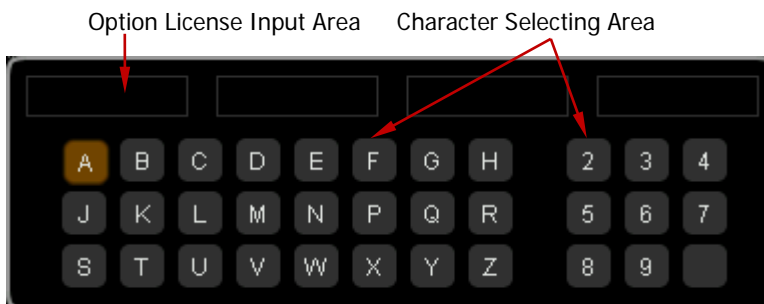 Option License Input Area Character Selecting Area
A B C D E F G H 2 3 4
J K L M N P Q R 5 6 7
S T U V W X Y Z 8 9